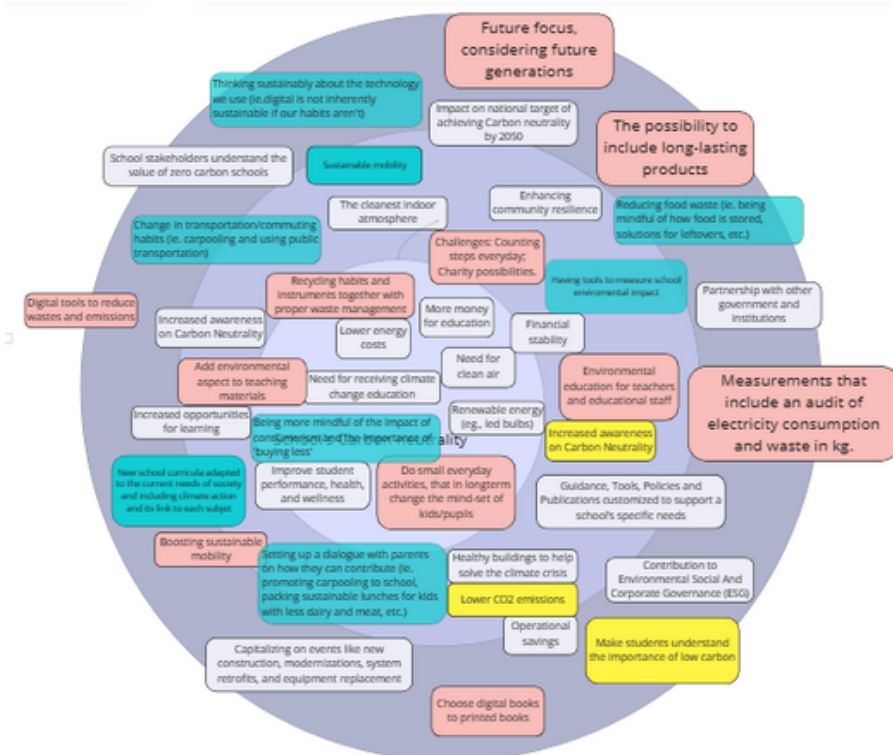 Future focus,
considering future
generations
Thinking sustainably about the technology
we use (ie.digital is not inherently
sustainable if our habits aren't)
Impact on national target of
achieving Carbon neutrality
by 2050
The possibility to
include long-lasting
products
School stakeholders understand the
value of zero carbon schools
Sustainable mobility
The cleanest indoor
atmosphere
Enhancing
community resilience
Reducing food waste (ie. being
mindful of how food is stored,
solutions for leftovers, etc.)
Change in transportation/commuting
habits (ie. carpooling and using public
transportation)
Challenges: Counting
steps everyday;
Charity possibilities.
Recycling habits and
instruments together with
proper waste management
Having tools to measure school
enviromental impact
Partnership with other
government and
institutions
Digital tools to reduce
wastes and emissions
Increased awareness
on Carbon Neutrality
More money
for education
Lower energy
costs
Financial
stability
Need for
clean air
Add environmental
aspect to teaching
materials
Need for receiving climate
change education
Environmental
education for teachers
and educational staff
Measurements that
include an audit of
electricity consumption
and waste in kg.
Increased opportunities
for learning
Being more mindful of the impact of
consumerism and the importance of
'buying less'
neutrality
Renewable energy
(eg., led bulbs)
Increased awareness
on Carbon Neutrality
New school curricula adapted
to the current needs of society
and including climate action
and its link to each subjet
Improve student
performance, health,
and wellness
Do small everyday
activities, that in longterm
change the mind-set of
kids/pupils
Guidance, Tools, Policies and
Publications customized to support a
school's specific needs
Boosting sustainable
mobility
Setting up a dialogue with parents
on how they can contribute (ie.
promoting carpooling to school,
packing sustainable lunches for kids
with less dairy and meat, etc.)
Healthy buildings to help
solve the climate crisis
Contribution to
Environmental Social And
Corporate Governance (ESG)
Lower CO2 emissions
Operational
savings
Make students understand
the importance of low carbon
Capitalizing on events like new
construction, modernizations, system
retrofits, and equipment replacement
Choose digital books
to printed books